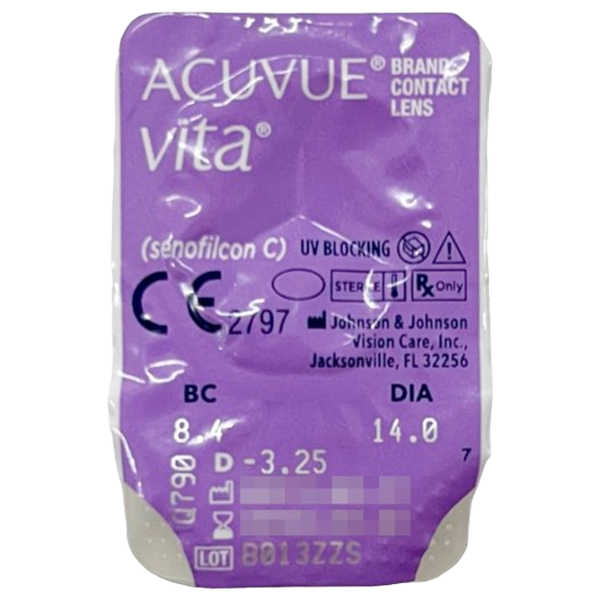 ACUVUE® BRAND
CONTACT
LENS
vita®
(senofilcon C) UV BLOCKING
STERILE Rx Only
CE 2797 Johnson & Johnson
Vision Care, Inc.,
Jacksonville, FL 32256
BC DIA
8.4 14.0
D -3.25 7
1Q790
LOT B013ZZS